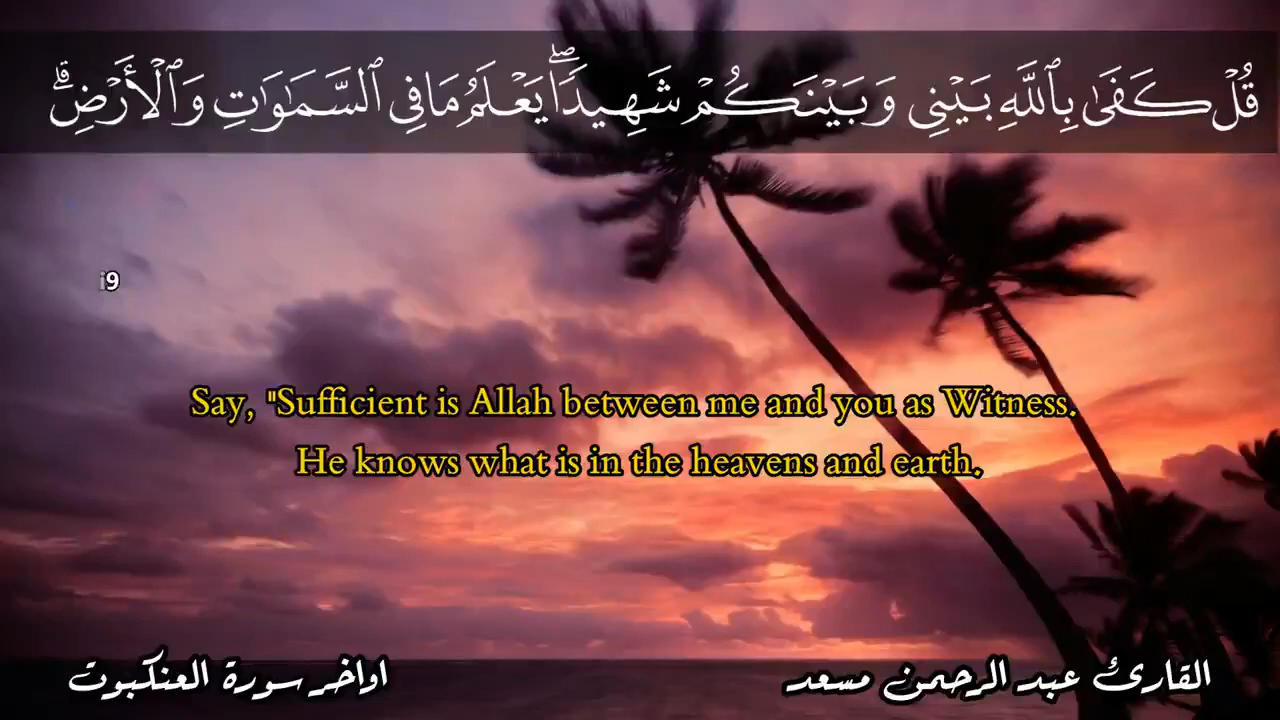 قُلْ كَفَىٰ بِٱللَّهِ بَيْنِى وَبَيْنَكُمْ شَهِيدًا ۖ يَعْلَمُ مَا فِى ٱلسَّمَٰوَٰتِ وَٱلْأَرْضِ ۗ
i9
Say, "Sufficient is Allah between me and you as Witness.
He knows what is in the heavens and earth.
القارئ عبد الرحمن مسعد
اواخر سورة العنكبوت